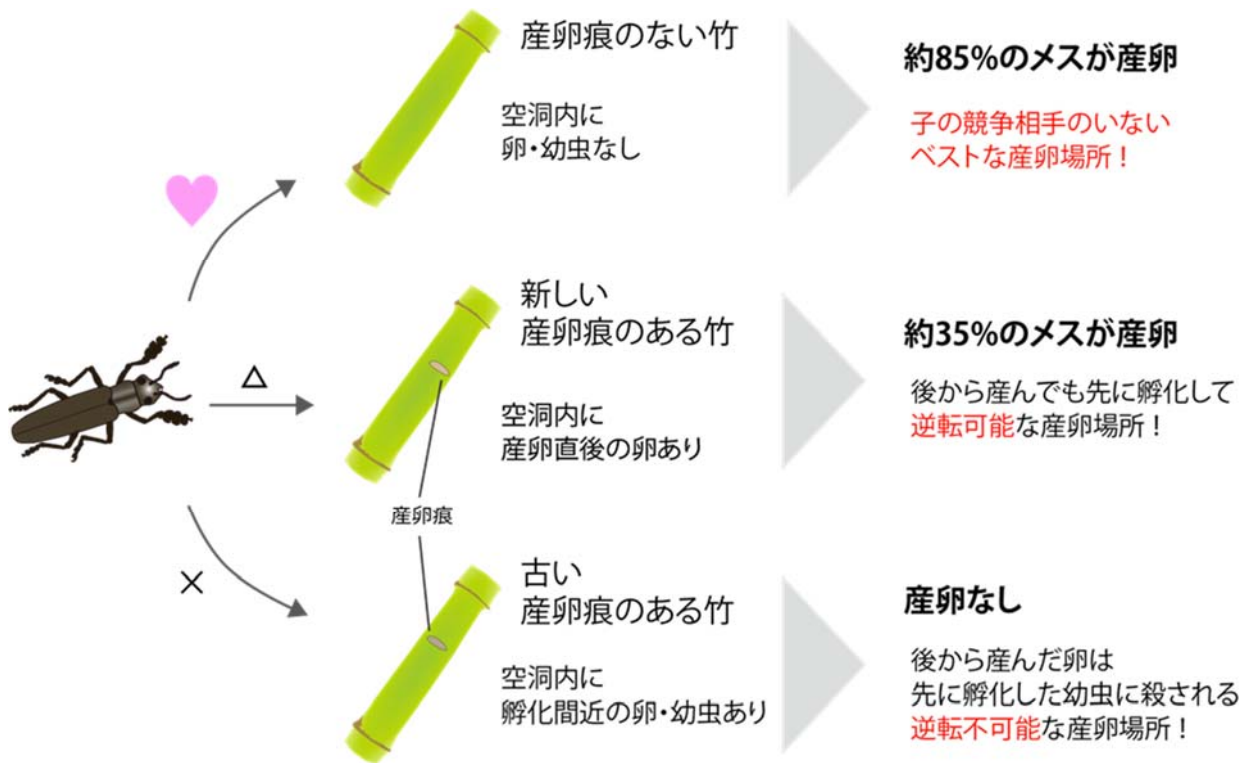 産卵痕のない竹
空洞内に
卵・幼虫なし
約85%のメスが産卵
子の競争相手のいない
ベストな産卵場所！
△
新しい
産卵痕のある竹
空洞内に
産卵直後の卵あり
約35%のメスが産卵
後から産んでも先に孵化して
逆転可能な産卵場所！
産卵痕
×
古い
産卵痕のある竹
空洞内に
孵化間近の卵・幼虫あり
産卵なし
後から産んだ卵は
先に孵化した幼虫に殺される
逆転不可能な産卵場所！